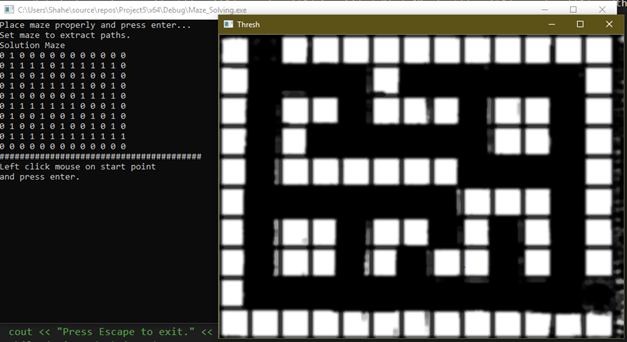 C:\Users\Shahe\source\repos\Project5\x64\Debug\Maze_Solving.exe
Place maze properly and press enter...
Set maze to extract paths.
Solution Maze
0 1 0 0 0 0 0 0 0 0 0 0 0
0 1 1 1 1 0 1 1 1 1 1 1 0
0 1 0 0 1 0 0 0 1 0 0 1 0
0 1 0 1 1 1 1 1 1 0 0 1 0
0 1 0 0 0 0 0 0 1 1 1 1 0
0 1 1 1 1 1 1 1 0 0 0 1 0
0 1 0 0 1 0 0 1 0 1 0 1 0
0 1 0 0 1 0 1 0 0 1 0 1 0
0 1 1 1 1 1 1 1 1 1 1 1 1
0 0 0 0 0 0 0 0 0 0 0 0 0
########################################
Left click mouse on start point
and press enter.
Thresh
cout << "Press Escape to exit." <<